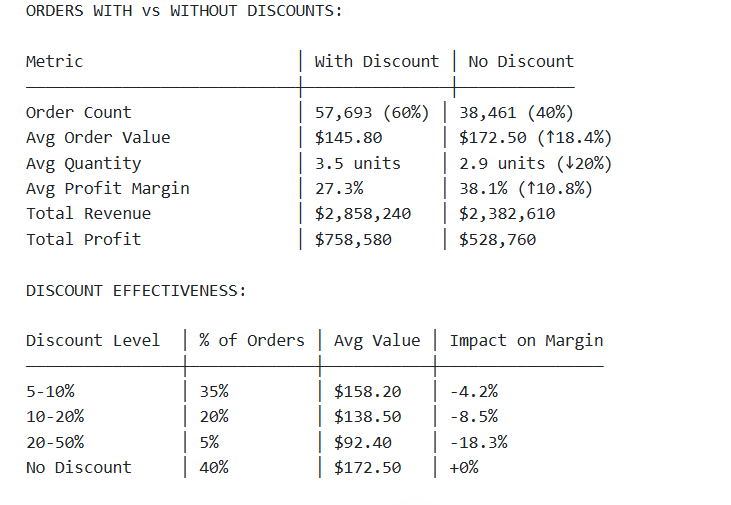 ORDERS WITH vs WITHOUT DISCOUNTS:
Metric | With Discount | No Discount
Order Count | 57,693 (60%) | 38,461 (40%)
Avg Order Value | $145.80 | $172.50 (↑18.4%)
Avg Quantity | 3.5 units | 2.9 units (↓20%)
Avg Profit Margin | 27.3% | 38.1% (↑10.8%)
Total Revenue | $2,858,240 | $2,382,610
Total Profit | $758,580 | $528,760
DISCOUNT EFFECTIVENESS:
Discount Level | % of Orders | Avg Value | Impact on Margin
5-10% | 35% | $158.20 | -4.2%
10-20% | 20% | $138.50 | -8.5%
20-50% | 5% | $92.40 | -18.3%
No Discount | 40% | $172.50 | +0%